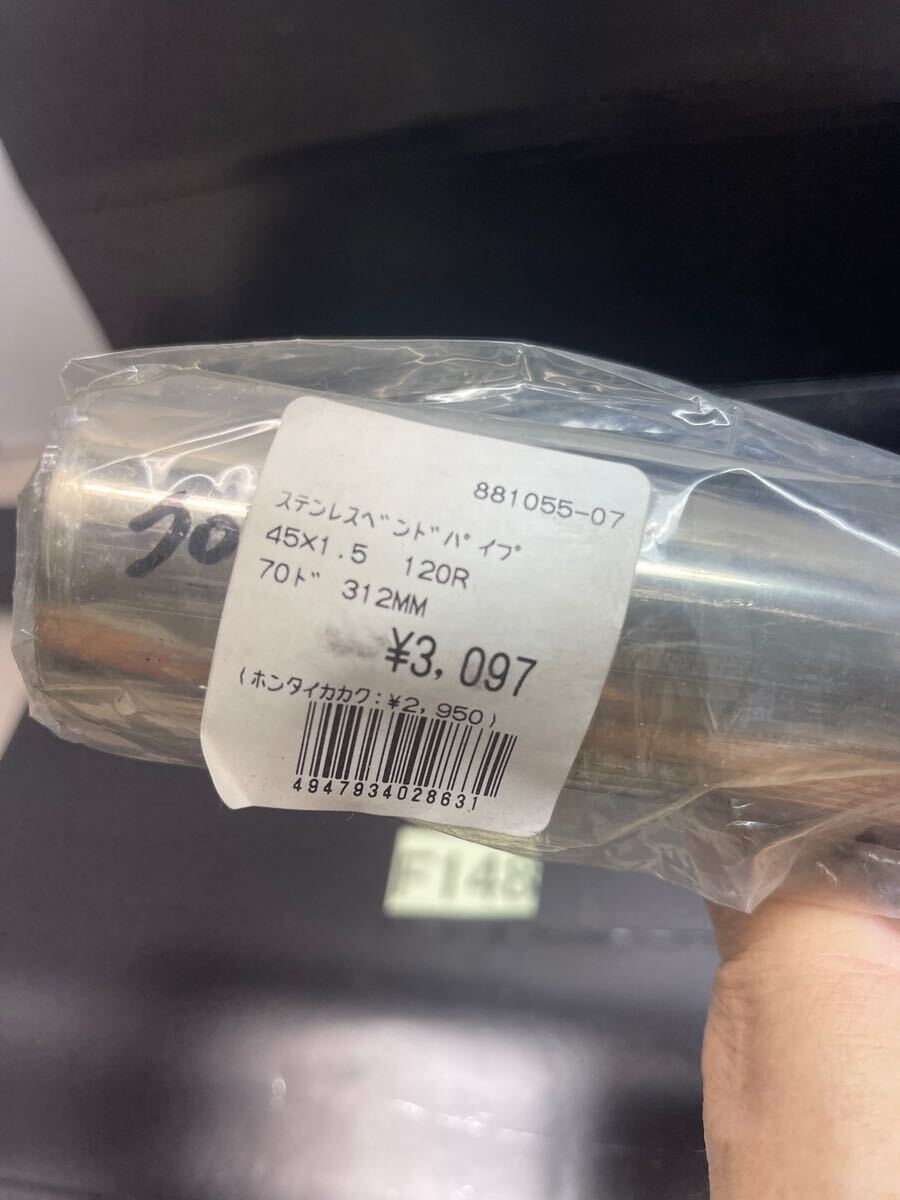 881055-07
ステンレスベンドパイプ
45X1.5 120R
70ド 312MM
¥3,097
(ホンタイカカク:¥2,950)
4947934028631
70
F148